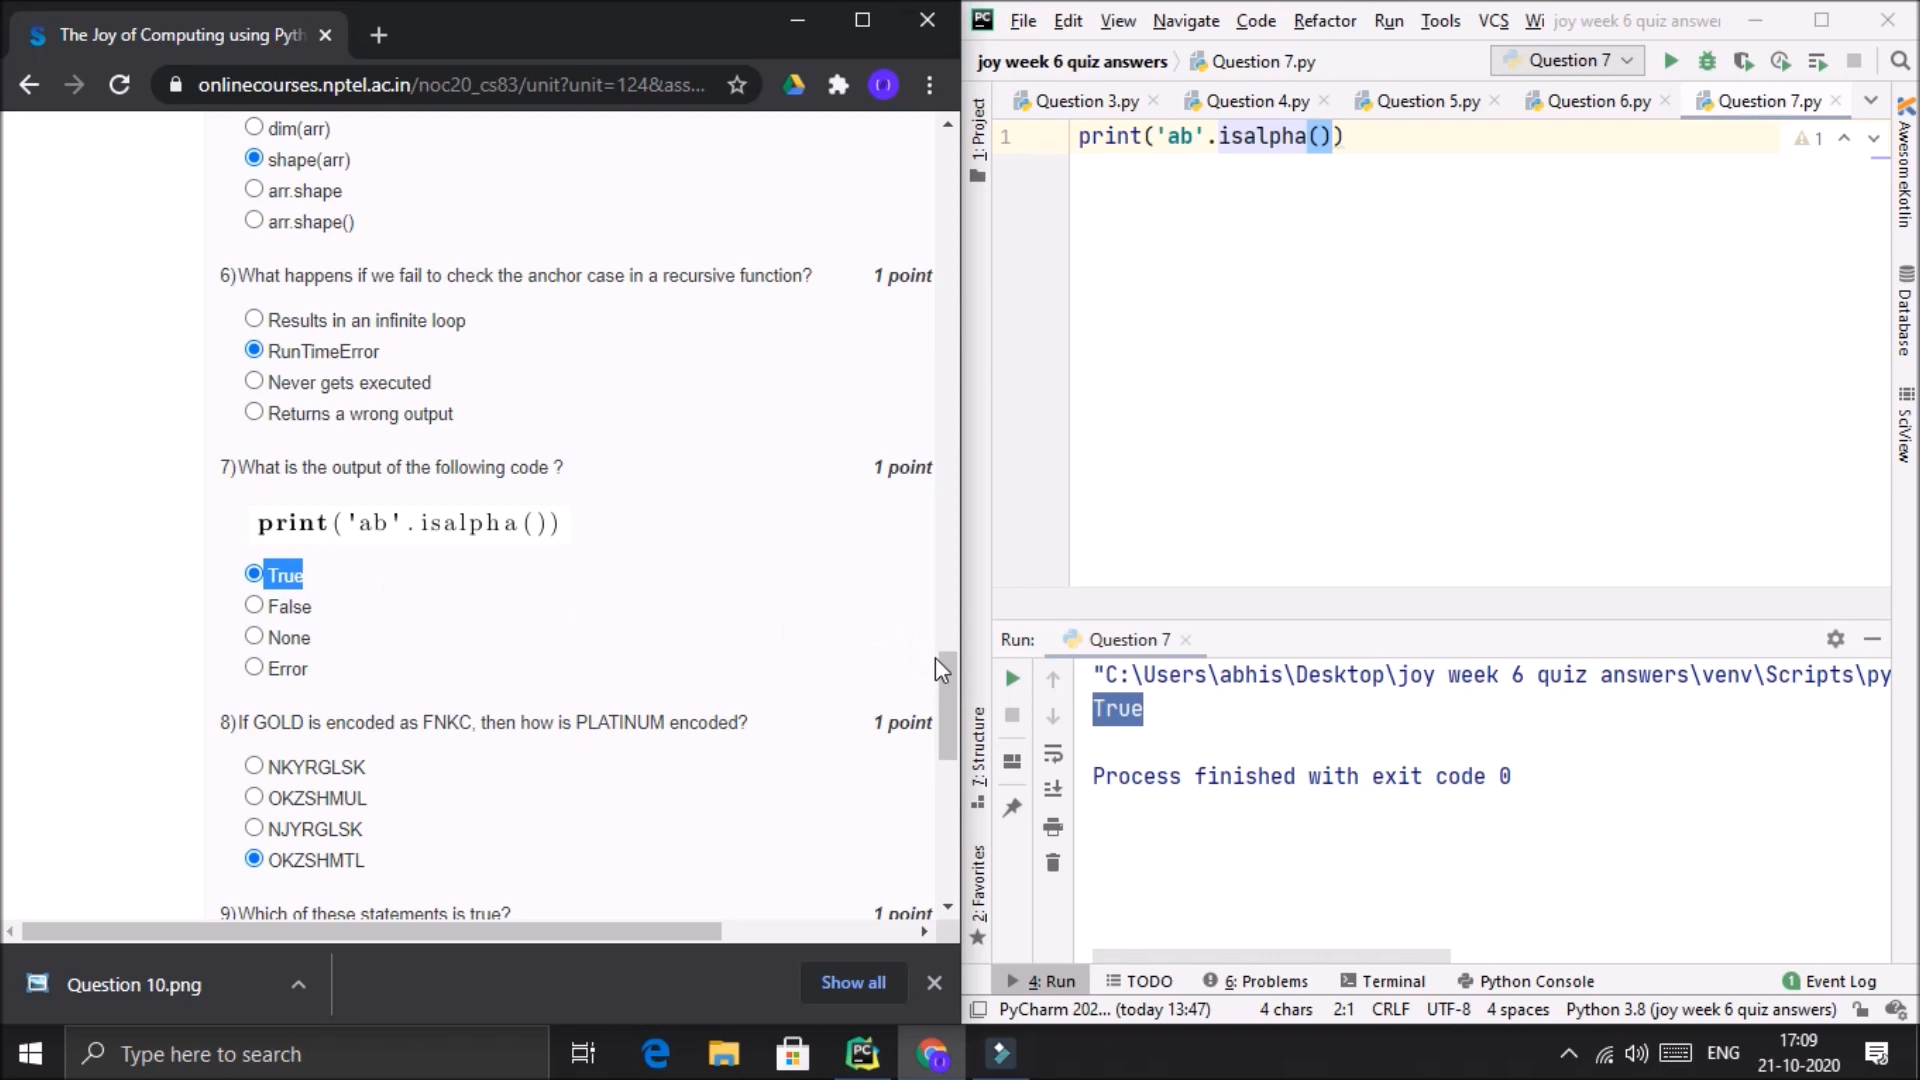 The Joy of Computing using Pyth
onlinecourses.nptel.ac.in/noc20_cs83/unit?unit=124&ass...
dim(arr)
shape(arr)
arr.shape
arr.shape()
6)What happens if we fail to check the anchor case in a recursive function? 1 point
Results in an infinite loop
RunTimeError
Never gets executed
Returns a wrong output
7)What is the output of the following code ? 1 point
print('ab'.isalpha())
True
False
None
Error
8)If GOLD is encoded as FNKC, then how is PLATINUM encoded? 1 point
NKYRGLSK
OKZSHMUL
NJYRGLSK
OKZSHMTL
9)Which of these statements is true? 1 point
Question 10.png
Show all
PC File Edit View Navigate Code Refactor Run Tools VCS Wi joy week 6 quiz answer
joy week 6 quiz answers Question 7.py Question 7
Question 3.py Question 4.py Question 5.py Question 6.py Question 7.py
1 print('ab'.isalpha()) 1
1: Project
7: Structure
2: Favorites
AwesomeKotlin
Database
SciView
Run: Question 7
"C:\Users\abhis\Desktop\joy week 6 quiz answers\venv\Scripts\py
True
Process finished with exit code 0
4: Run TODO 6: Problems Terminal Python Console 1 Event Log
PyCharm 202... (today 13:47) 4 chars 2:1 CRLF UTF-8 4 spaces Python 3.8 (joy week 6 quiz answers)
Type here to search
PC
ENG
17:09
21-10-2020